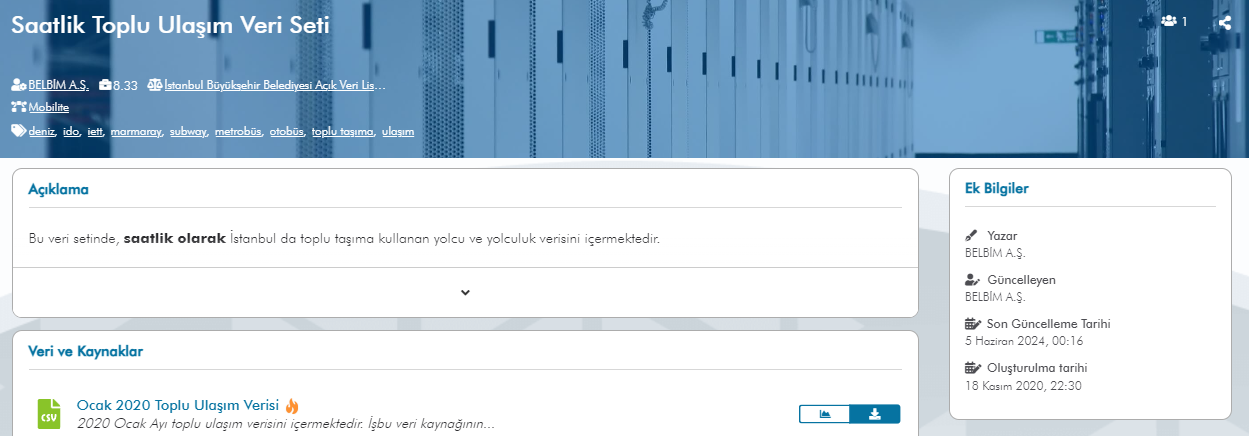 Saatlik Toplu Ulaşım Veri Seti
1
BELBİM A.Ş. 8.33 İstanbul Büyükşehir Belediyesi Açık Veri Lis...
Mobilite
deniz, ido, iett, marmaray, subway, metrobüs, otobüs, toplu taşıma, ulaşım
Açıklama
Bu veri setinde, saatlik olarak İstanbul da toplu taşıma kullanan yolcu ve yolculuk verisini içermektedir.
Veri ve Kaynaklar
CSV
Ocak 2020 Toplu Ulaşım Verisi
2020 Ocak Ayı toplu ulaşım verisini içermektedir. İşbu veri kaynağının...
Ek Bilgiler
Yazar
BELBİM A.Ş.
Güncelleyen
BELBİM A.Ş.
Son Güncelleme Tarihi
5 Haziran 2024, 00:16
Oluşturulma tarihi
18 Kasım 2020, 22:30